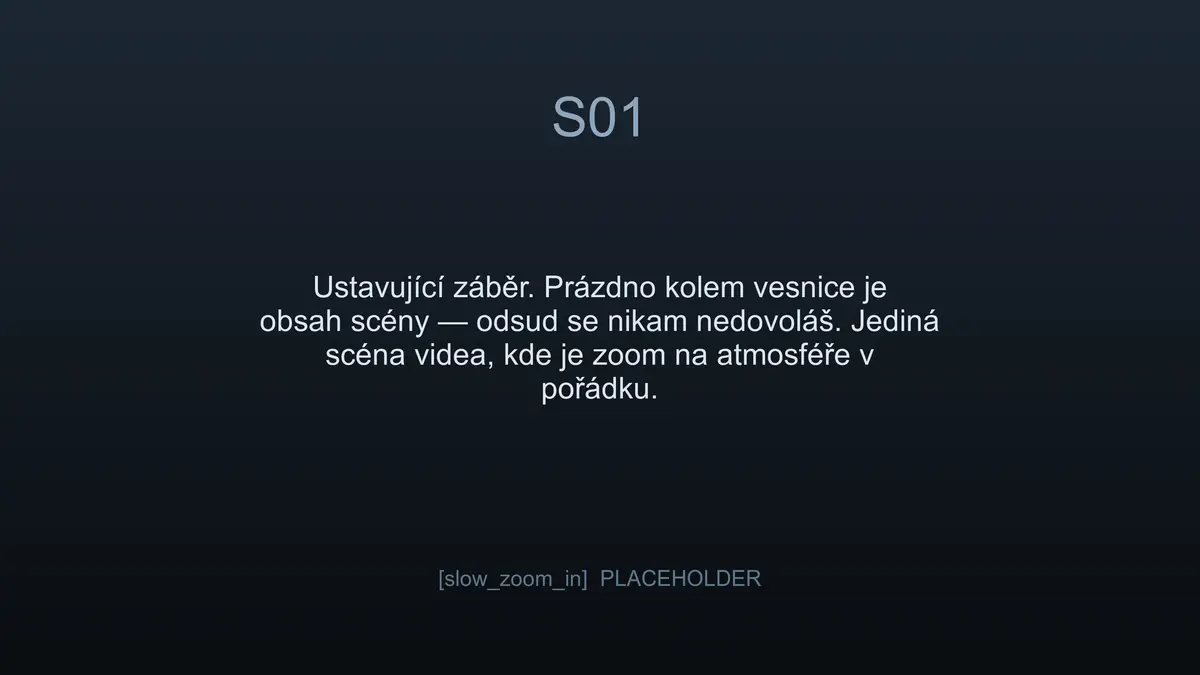 S01
Ustavující záběr. Prázdno kolem vesnice je
obsah scény — odsud se nikam nedovoláš. Jediná
scéna videa, kde je zoom na atmosféře v
pořádku.
[slow_zoom_in] PLACEHOLDER